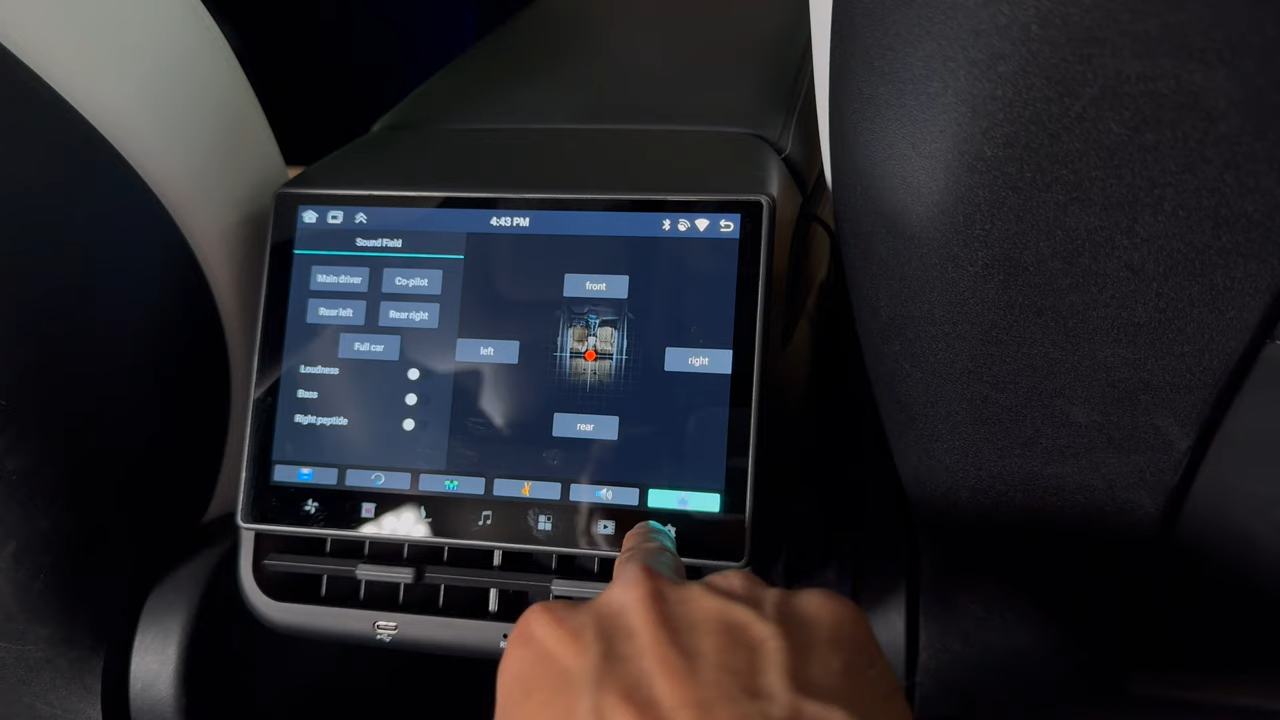 4:43 PM
Sound Field
Main driver
Co-pilot
Rear left
Rear right
Full car
Loudness
Bass
Right peptide
front
left
right
rear